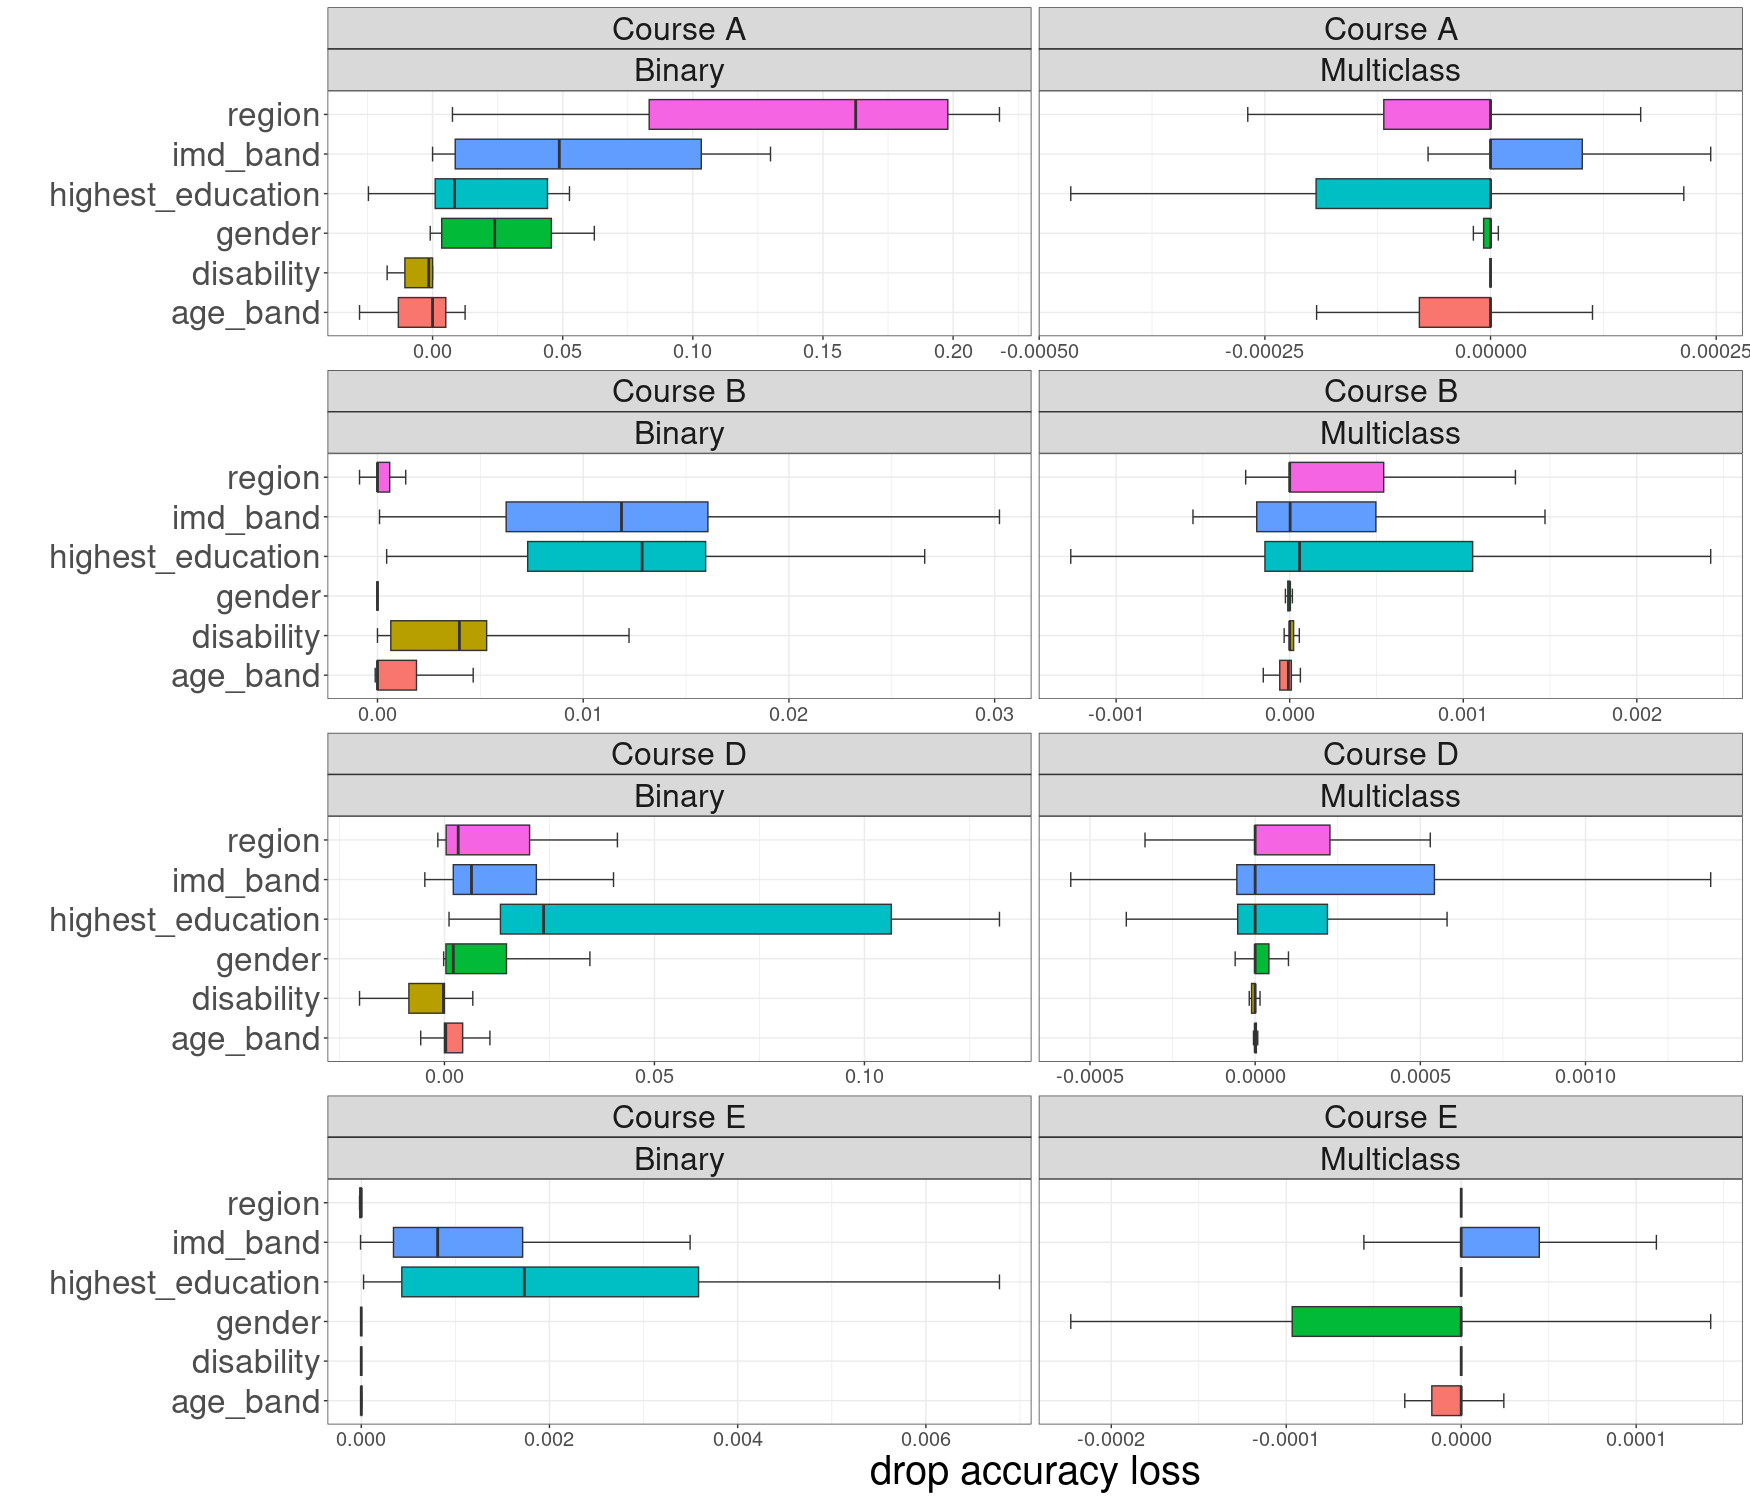 Course A Course A
Binary Multiclass
region
imd_band
highest_education
gender
disability
age_band
0.00 0.05 0.10 0.15 0.20 -0.00050 -0.00025 0.00000 0.00025
Course B Course B
Binary Multiclass
region
imd_band
highest_education
gender
disability
age_band
0.00 0.01 0.02 0.03 -0.001 0.000 0.001 0.002
Course D Course D
Binary Multiclass
region
imd_band
highest_education
gender
disability
age_band
0.00 0.05 0.10 -0.0005 0.0000 0.0005 0.0010
Course E Course E
Binary Multiclass
region
imd_band
highest_education
gender
disability
age_band
0.000 0.002 0.004 0.006 -0.0002 -0.0001 0.0000 0.0001
drop accuracy loss